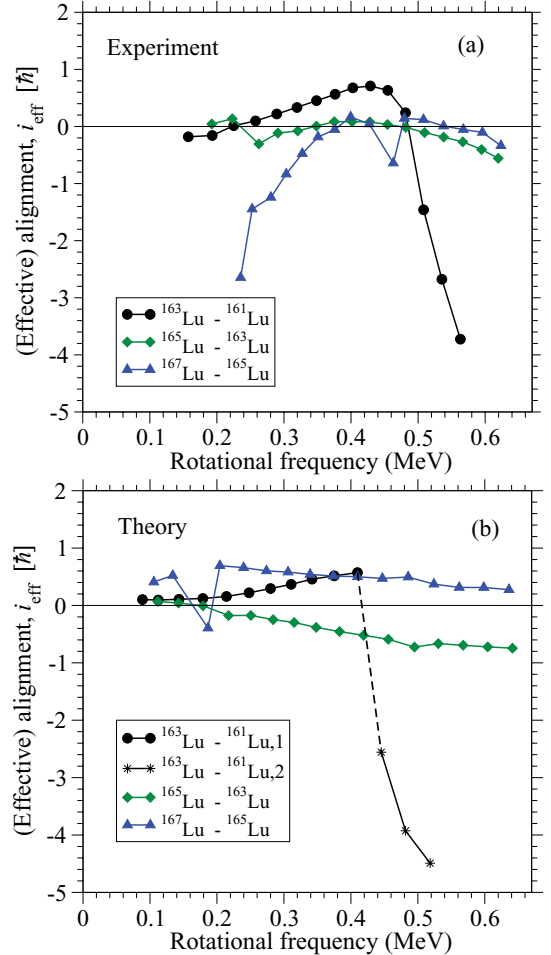 2
Experiment
(a)
1
0
-1
-2
-3
-4
-5
(Effective) alignment, i_eff [ħ]
¹⁶³Lu - ¹⁶¹Lu
¹⁶⁵Lu - ¹⁶³Lu
¹⁶⁷Lu - ¹⁶⁵Lu
0 0.1 0.2 0.3 0.4 0.5 0.6
Rotational frequency (MeV)
2
Theory
(b)
1
0
-1
-2
-3
-4
-5
(Effective) alignment, i_eff [ħ]
¹⁶³Lu - ¹⁶¹Lu,1
¹⁶³Lu - ¹⁶¹Lu,2
¹⁶⁵Lu - ¹⁶³Lu
¹⁶⁷Lu - ¹⁶⁵Lu
0 0.1 0.2 0.3 0.4 0.5 0.6
Rotational frequency (MeV)